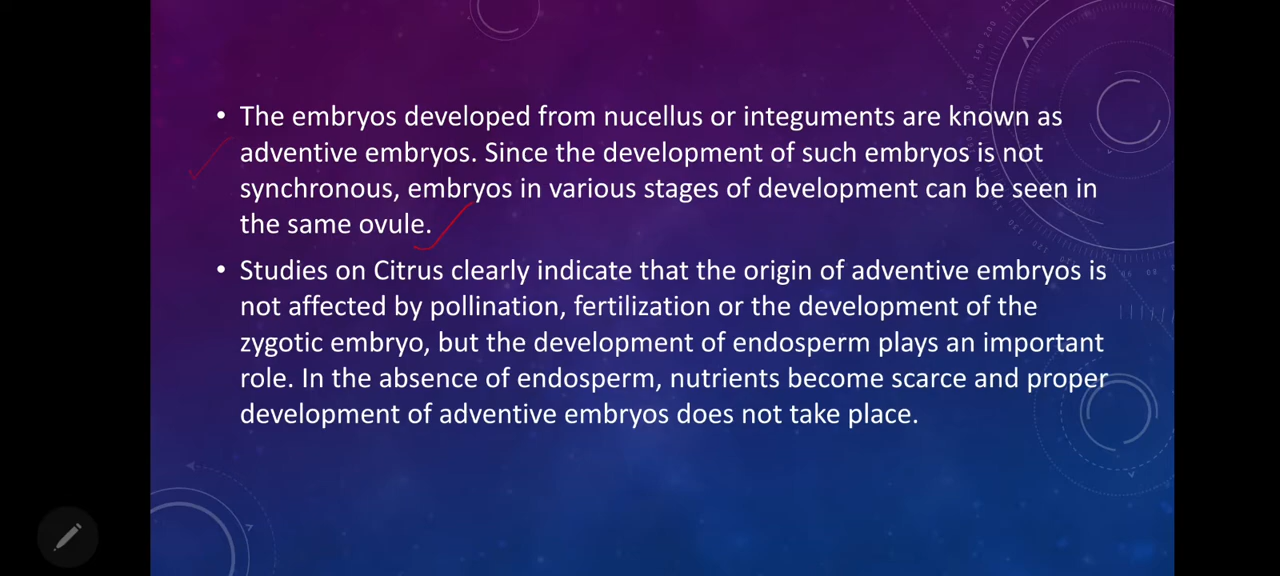 • The embryos developed from nucellus or integuments are known as
adventive embryos. Since the development of such embryos is not
synchronous, embryos in various stages of development can be seen in
the same ovule.
• Studies on Citrus clearly indicate that the origin of adventive embryos is
not affected by pollination, fertilization or the development of the
zygotic embryo, but the development of endosperm plays an important
role. In the absence of endosperm, nutrients become scarce and proper
development of adventive embryos does not take place.